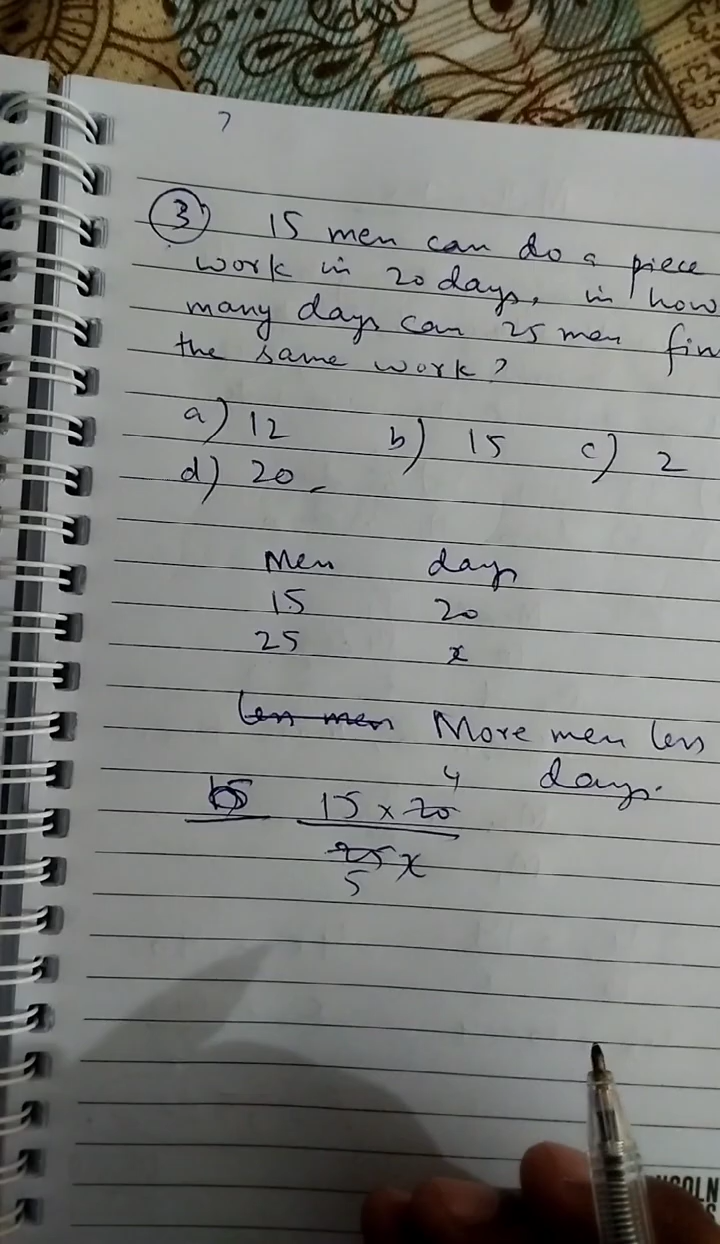 ?
3 15 men can do a piece
work in 20 days, in how
many days can 25 men fin
the same work?
a) 12 b) 15 c) 2
d) 20
Men days
15 20
25 x
Less men More men less
days.
4
15 x 20
25 x
5